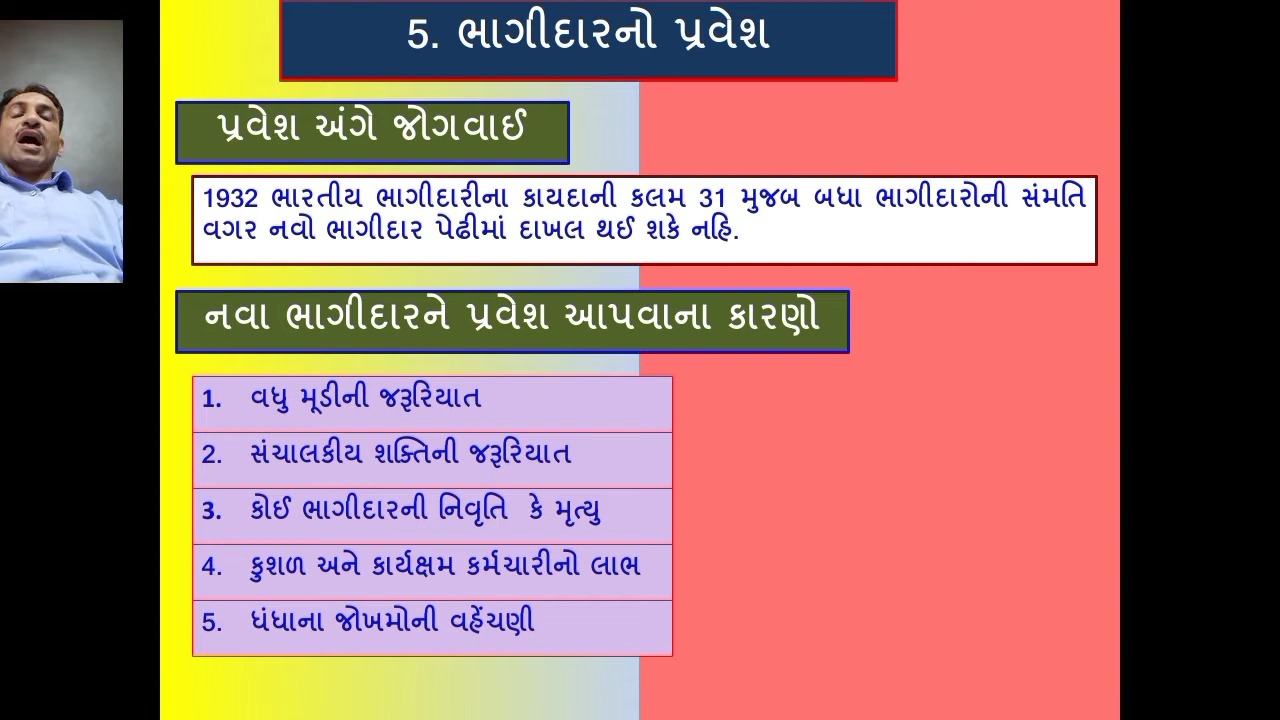 5. ભાગીદારનો પ્રવેશ
પ્રવેશ અંગે જોગવાઈ
1932 ભારતીય ભાગીદારીના કાયદાની કલમ 31 મુજબ બધા ભાગીદારોની સંમતિ
વગર નવો ભાગીદાર પેઢીમાં દાખલ થઈ શકે નહિ.
નવા ભાગીદારને પ્રવેશ આપવાના કારણો
1. વધુ મૂડીની જરૂરિયાત
2. સંચાલકીય શક્તિની જરૂરિયાત
3. કોઈ ભાગીદારની નિવૃતિ કે મૃત્યુ
4. કુશળ અને કાર્યક્ષમ કર્મચારીનો લાભ
5. ધંધાના જોખમોની વહેંચણી